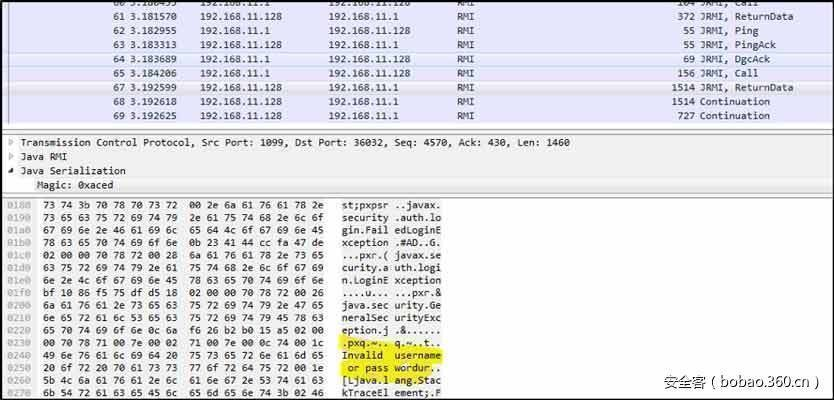 61 3.181570 192.168.11.1 192.168.11.128 RMI 372 JRMI, ReturnData
62 3.182955 192.168.11.128 192.168.11.1 RMI 55 JRMI, Ping
63 3.183313 192.168.11.1 192.168.11.128 RMI 55 JRMI, PingAck
64 3.183689 192.168.11.128 192.168.11.1 RMI 69 JRMI, DgcAck
65 3.184206 192.168.11.128 192.168.11.1 RMI 156 JRMI, Call
67 3.192599 192.168.11.1 192.168.11.128 RMI 1514 JRMI, ReturnData
68 3.192618 192.168.11.1 192.168.11.128 RMI 1514 Continuation
69 3.192625 192.168.11.1 192.168.11.128 RMI 727 Continuation
Transmission Control Protocol, Src Port: 1099, Dst Port: 36032, Seq: 4570, Ack: 430, Len: 1460
Java RMI
Java Serialization
Magic: 0xaced
0180 73 74 3b 70 78 70 73 72 00 2e 6a 61 76 61 78 2e st;pxpsr ..javax.
0190 73 65 63 75 72 69 74 79 2e 61 75 74 68 2e 6c 6f security .auth.lo
01a0 67 69 6e 2e 46 61 69 6c 65 64 4c 6f 67 69 6e 45 gin.Fail edLoginE
01b0 78 63 65 70 74 69 6f 6e 0b 23 41 44 cc fa 47 de xception .#AD..G.
01c0 02 00 00 70 78 72 00 28 6a 61 76 61 78 2e 73 65 ...pxr.( javax.se
01d0 63 75 72 69 74 79 2e 61 75 74 68 2e 6c 6f 67 69 curity.a uth.logi
01e0 6e 2e 4c 6f 67 69 6e 45 78 63 65 70 74 69 6f 6e n.LoginE xception
01f0 bf 10 86 f5 75 df d5 18 02 00 00 70 78 72 00 26 ....u... ...pxr.&
0200 6a 61 76 61 2e 73 65 63 75 72 69 74 79 2e 47 65 java.sec urity.Ge
0210 6e 65 72 61 6c 53 65 63 75 72 69 74 79 45 78 63 neralSec urityExc
0220 65 70 74 69 6f 6e 0c 6a f6 26 b2 b0 15 a5 02 00 eption.j .&......
0230 00 70 78 71 00 7e 00 02 71 00 7e 00 0c 74 00 1c .pxq.~.. q.~..t..
0240 49 6e 76 61 6c 69 64 20 75 73 65 72 6e 61 6d 65 Invalid username
0250 20 6f 72 20 70 61 73 73 77 6f 72 64 75 72 00 1e or pass wordur..
0260 5b 4c 6a 61 76 61 2e 6c 61 6e 67 2e 53 74 61 63 [Ljava.l ang.Stac
0270 6b 54 72 61 63 65 45 6c 65 6d 65 6e 74 3b 02 46 kTraceEl ement;.F
安全客 ( bobao.360.cn )